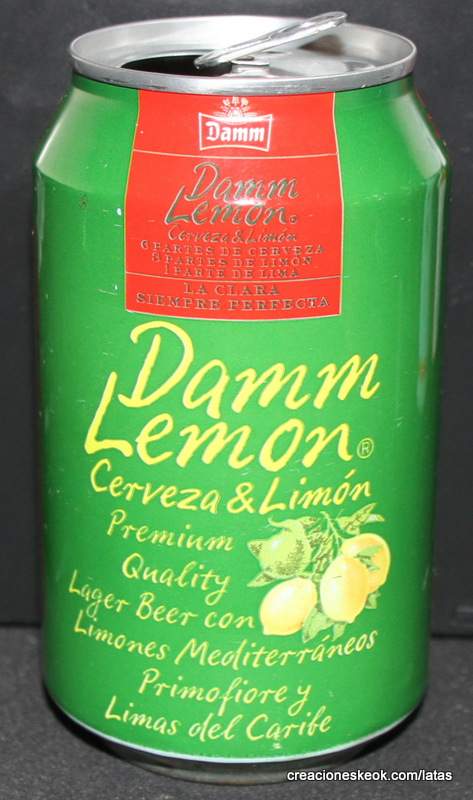 Damm
Damm
Lemon®
Cerveza & Limón
6 PARTES DE CERVEZA
3 PARTES DE LIMÓN
1 PARTE DE LIMA
LA CLARA
SIEMPRE PERFECTA
Damm
Lemon®
Cerveza & Limón
Premium
Quality
Lager Beer con
Limones Mediterráneos
Primofiore y
Limas del Caribe
creacioneskeok.com/latas